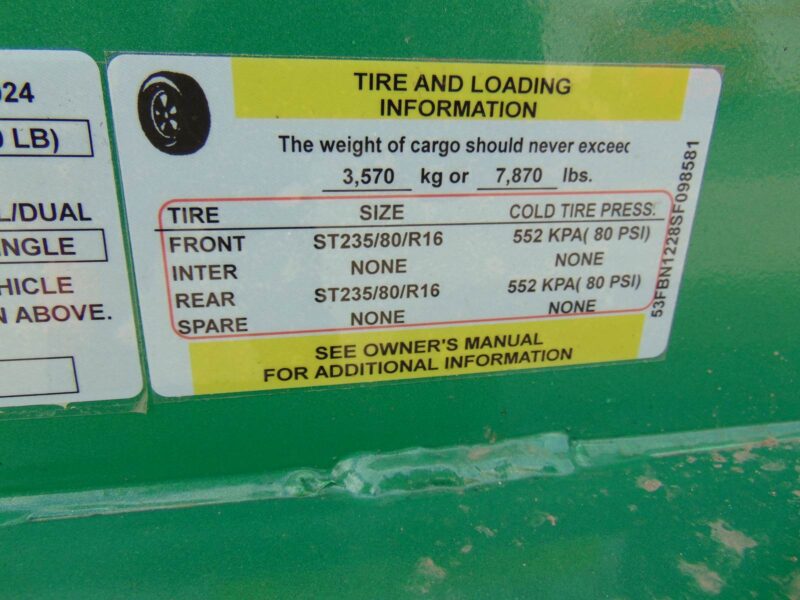 024
0 LB)
L/DUAL
NGLE
HICLE
N ABOVE.
TIRE AND LOADING
INFORMATION
The weight of cargo should never exceed
3,570 kg or 7,870 lbs.
TIRE SIZE COLD TIRE PRESS.
FRONT ST235/80/R16 552 KPA( 80 PSI)
INTER NONE NONE
REAR ST235/80/R16 552 KPA( 80 PSI)
SPARE NONE NONE
SEE OWNER'S MANUAL
FOR ADDITIONAL INFORMATION
53FBN1228SF098581